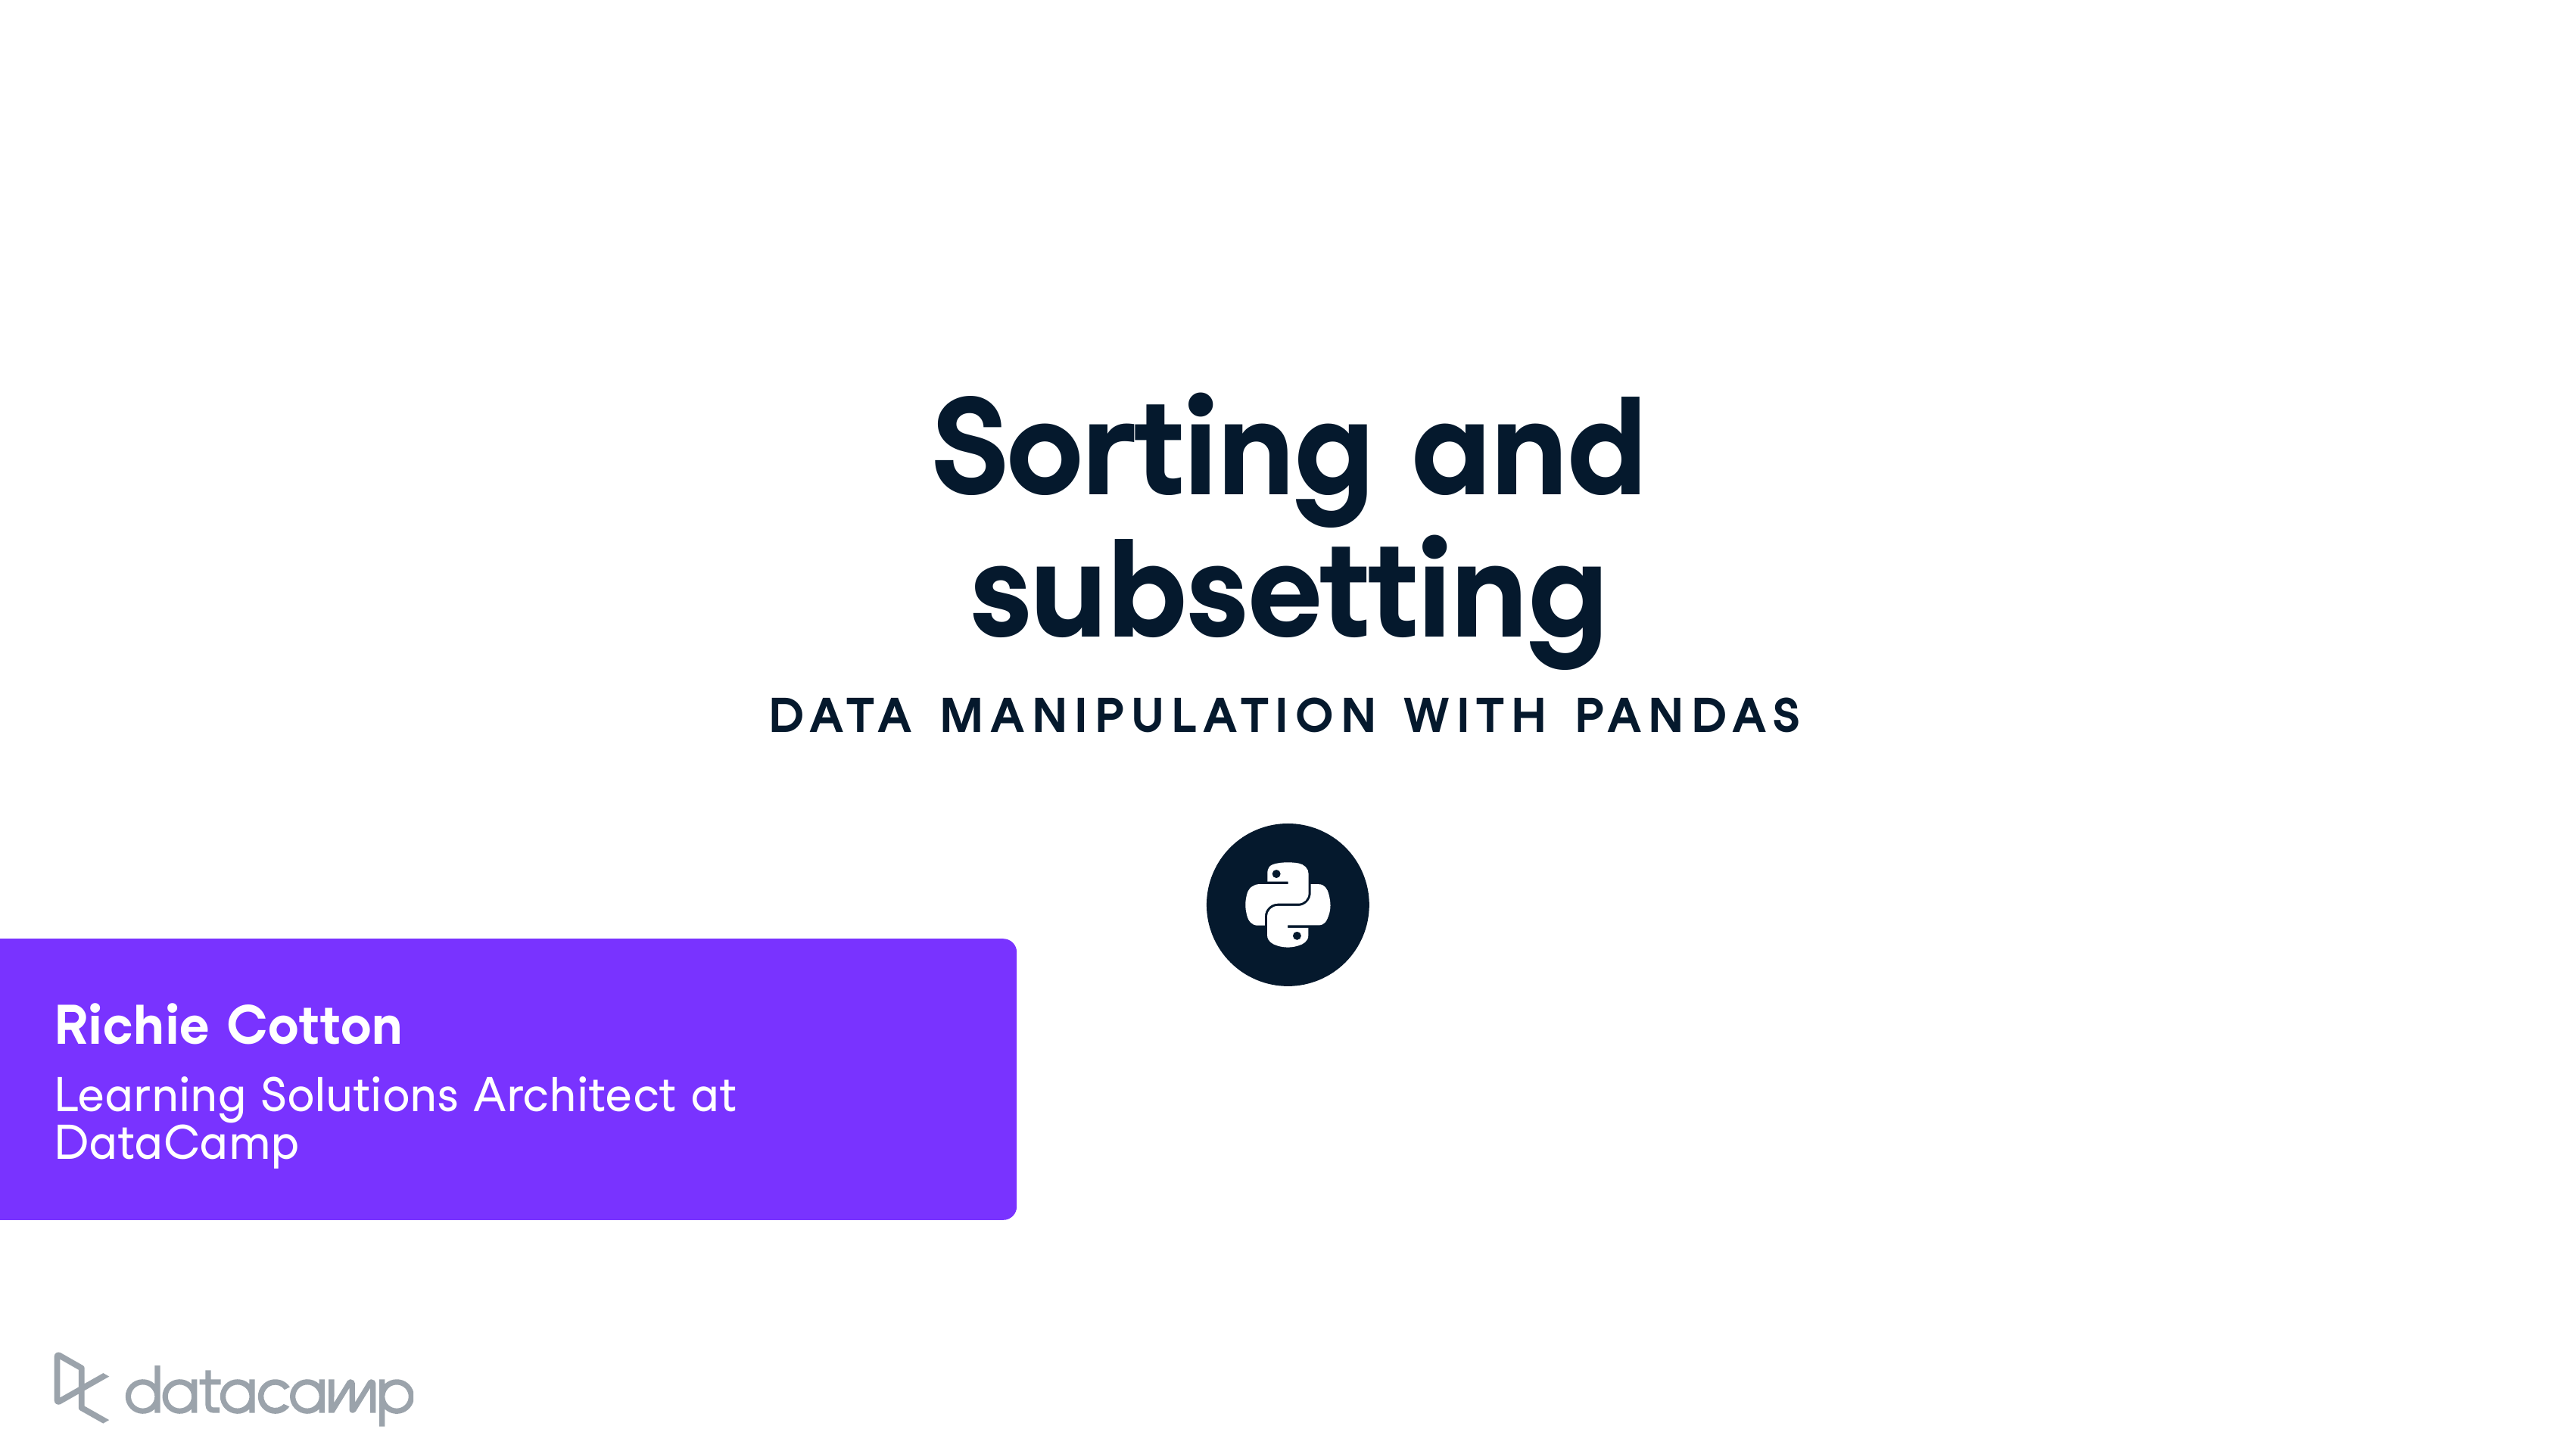 Sorting and
subsetting
DATA MANIPULATION WITH PANDAS
Richie Cotton
Learning Solutions Architect at
DataCamp
datacamp